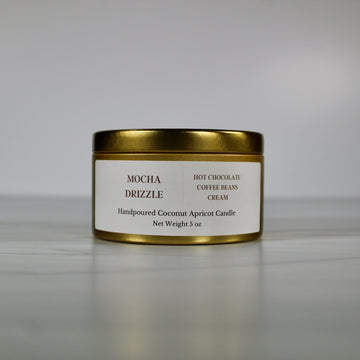 MOCHA
DRIZZLE
HOT CHOCOLATE
COFFEE BEANS
CREAM
Handpoured Coconut Apricot Candle
Net Weight 5 oz